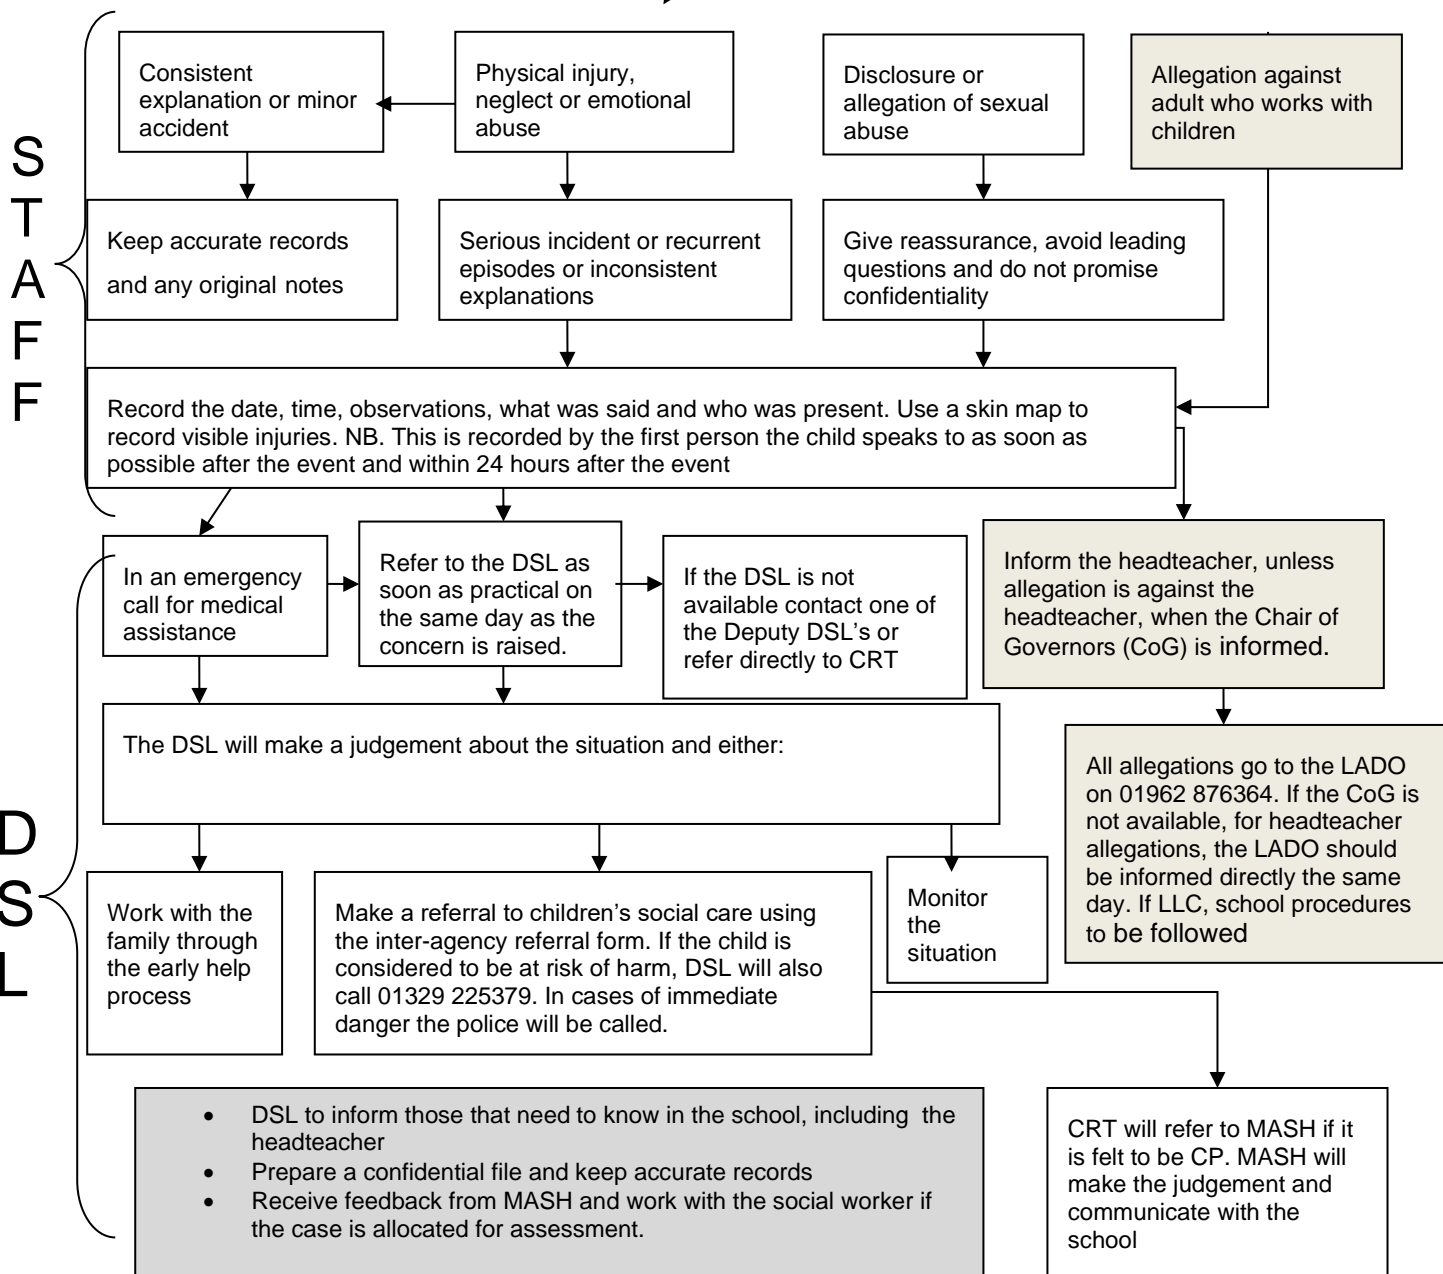 S
T
A
F
F
Consistent
explanation or minor
accident
Physical injury,
neglect or emotional
abuse
Disclosure or
allegation of sexual
abuse
Allegation against
adult who works with
children
Keep accurate records
and any original notes
Serious incident or recurrent
episodes or inconsistent
explanations
Give reassurance, avoid leading
questions and do not promise
confidentiality
Record the date, time, observations, what was said and who was present. Use a skin map to
record visible injuries. NB. This is recorded by the first person the child speaks to as soon as
possible after the event and within 24 hours after the event
D
S
L
In an emergency
call for medical
assistance
Refer to the DSL as
soon as practical on
the same day as the
concern is raised.
If the DSL is not
available contact one of
the Deputy DSL's or
refer directly to CRT
Inform the headteacher, unless
allegation is against the
headteacher, when the Chair of
Governors (CoG) is informed.
The DSL will make a judgement about the situation and either:
All allegations go to the LADO
on 01962 876364. If the CoG is
not available, for headteacher
allegations, the LADO should
be informed directly the same
day. If LLC, school procedures
to be followed
Work with the
family through
the early help
process
Make a referral to children's social care using
the inter-agency referral form. If the child is
considered to be at risk of harm, DSL will also
call 01329 225379. In cases of immediate
danger the police will be called.
Monitor
the
situation
• DSL to inform those that need to know in the school, including the
headteacher
• Prepare a confidential file and keep accurate records
• Receive feedback from MASH and work with the social worker if
the case is allocated for assessment.
CRT will refer to MASH if it
is felt to be CP. MASH will
make the judgement and
communicate with the
school